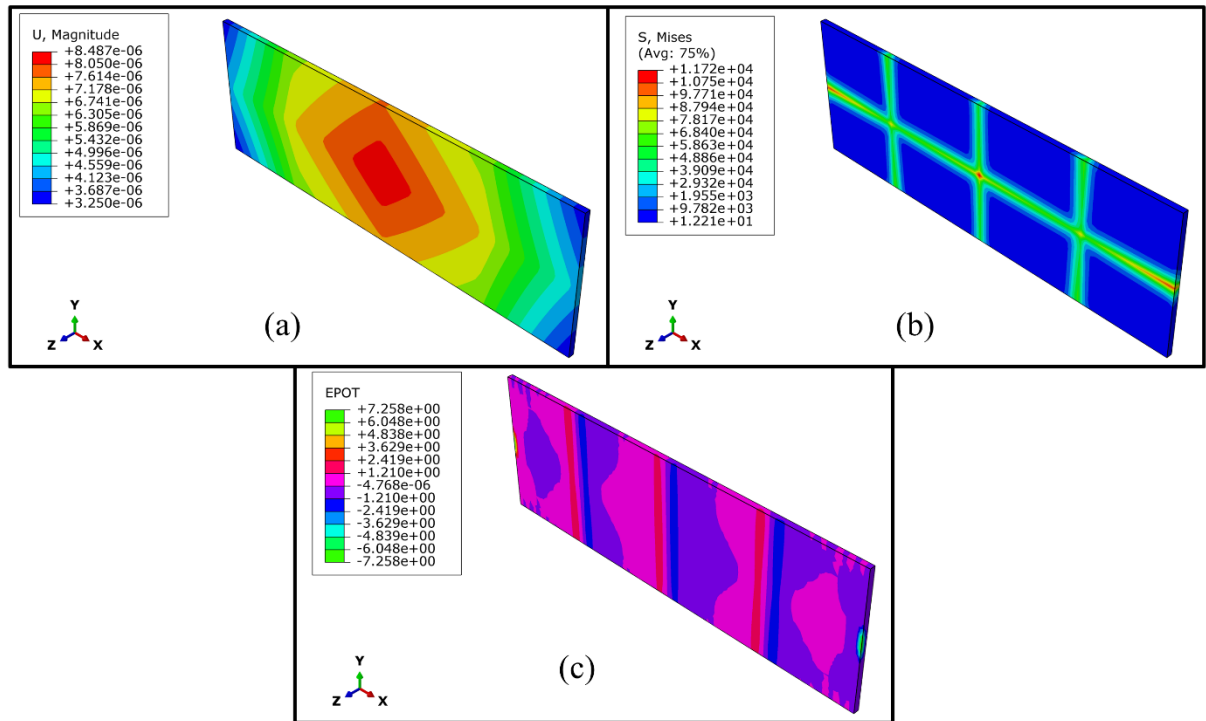 U, Magnitude
+8.487e-06
+8.050e-06
+7.614e-06
+7.178e-06
+6.741e-06
+6.305e-06
+5.869e-06
+5.432e-06
+4.996e-06
+4.559e-06
+4.123e-06
+3.687e-06
+3.250e-06
Y
Z
X
(a)
S, Mises
(Avg: 75%)
+1.172e+04
+1.075e+04
+9.771e+04
+8.794e+04
+7.817e+04
+6.840e+04
+5.863e+04
+4.886e+04
+3.909e+04
+2.932e+04
+1.955e+03
+9.782e+03
+1.221e+01
Y
Z
X
(b)
EPOT
+7.258e+00
+6.048e+00
+4.838e+00
+3.629e+00
+2.419e+00
+1.210e+00
-4.768e-06
-1.210e+00
-2.419e+00
-3.629e+00
-4.839e+00
-6.048e+00
-7.258e+00
Y
Z
X
(c)